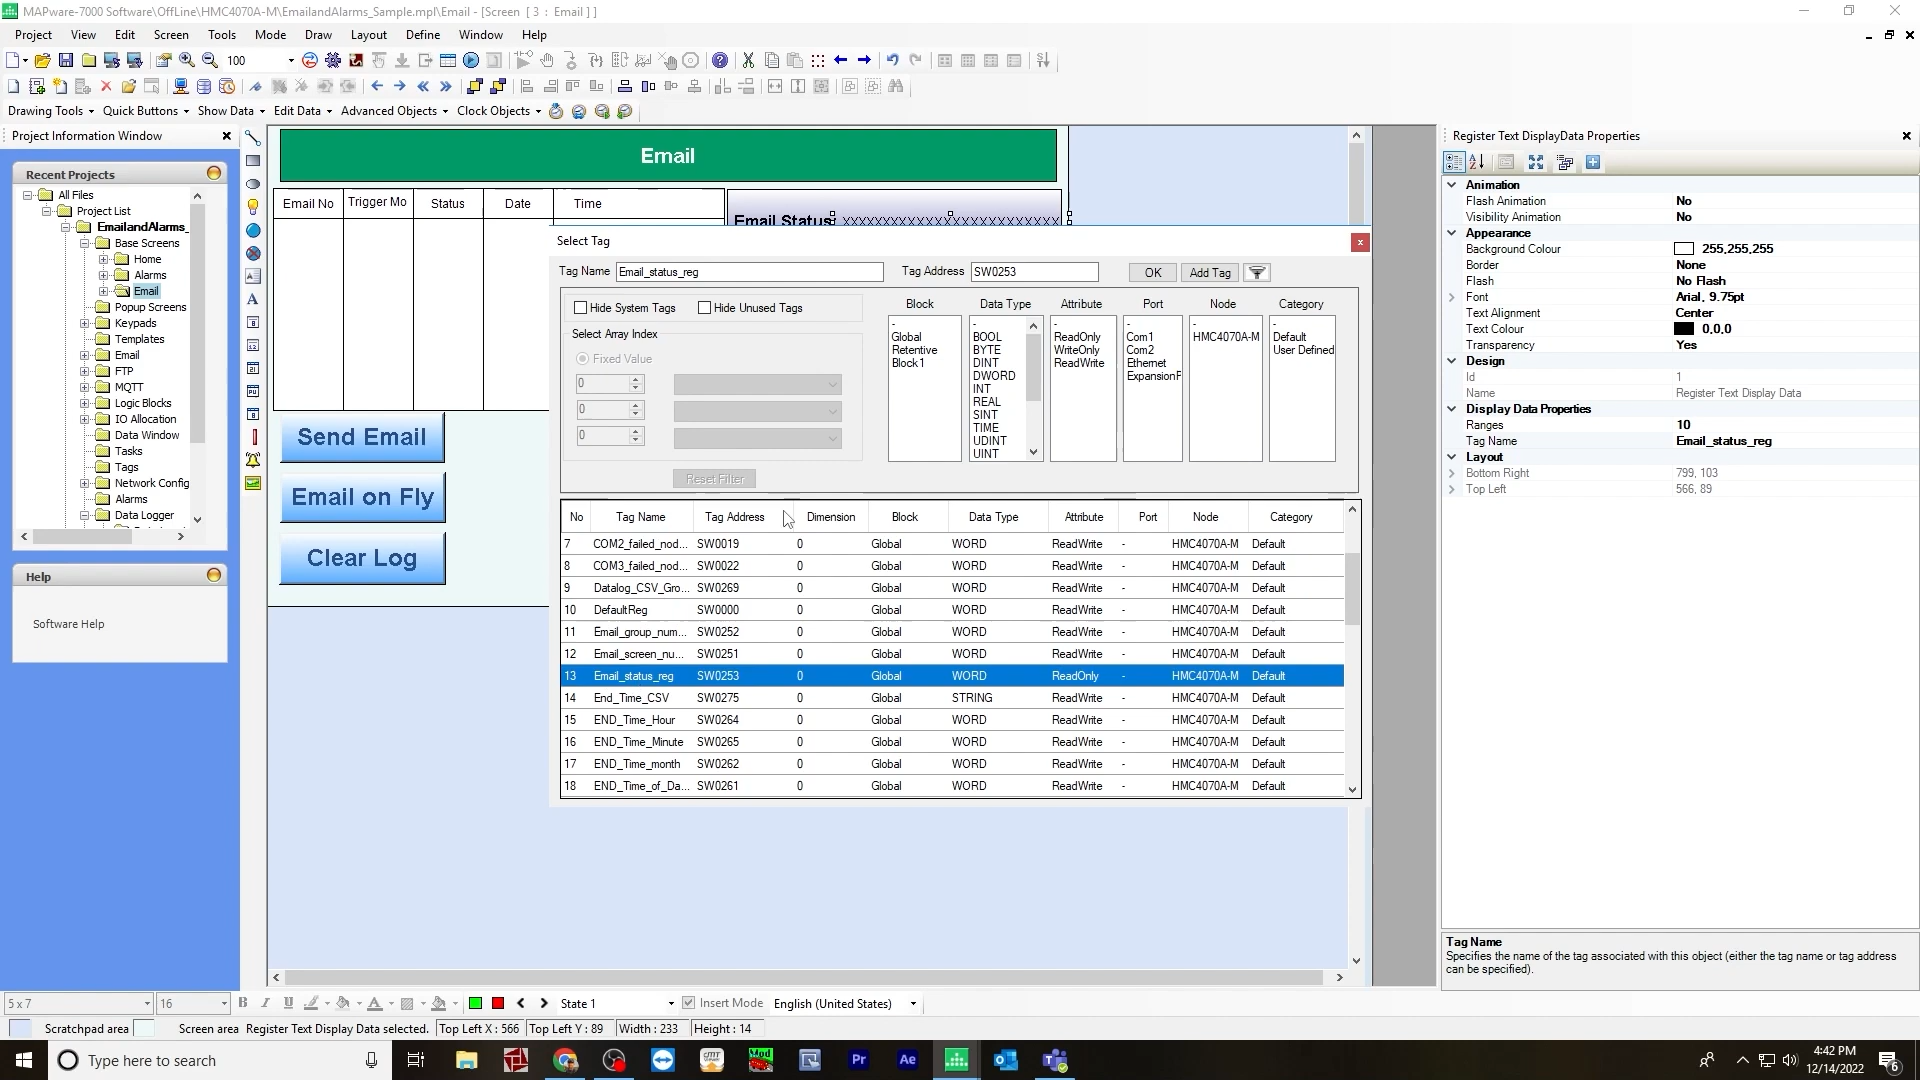 MAPware-7000 Software\OffLine\HMC4070A-M\EmailandAlarms_Sample.mpl\Email - [Screen [ 3 : Email ] ]
Project View Edit Screen Tools Mode Draw Layout Define Window Help
100
Drawing Tools Quick Buttons Show Data Edit Data Advanced Objects Clock Objects
Project Information Window
Recent Projects
All Files
Project List
EmailandAlarms_
Base Screens
Home
Alarms
Email
Popup Screens
Keypads
Templates
Email
FTP
MQTT
Logic Blocks
IO Allocation
Data Window
Tasks
Tags
Network Config
Alarms
Data Logger
Help
Software Help
Email
Email No Trigger Mo Status Date Time
Email Status: XXXXXXXXXXXXXXXXXXXXXXX
Send Email
Email on Fly
Clear Log
Select Tag
Tag Name Email_status_reg Tag Address SW0253 OK Add Tag
Hide System Tags Hide Unused Tags
Select Array Index
Fixed Value
0
0
0
Reset Filter
Block Data Type Attribute Port Node Category
- - - - - -
Global BOOL ReadOnly Com1 HMC4070A-M Default
Retentive BYTE WriteOnly Com2 User Defined
Block1 DINT ReadWrite Ethernet
DWORD ExpansionF
INT
REAL
SINT
TIME
UDINT
UINT
No Tag Name Tag Address Dimension Block Data Type Attribute Port Node Category
7 COM2_failed_nod... SW0019 0 Global WORD ReadWrite - HMC4070A-M Default
8 COM3_failed_nod... SW0022 0 Global WORD ReadWrite - HMC4070A-M Default
9 Datalog_CSV_Gro... SW0269 0 Global WORD ReadWrite - HMC4070A-M Default
10 DefaultReg SW0000 0 Global WORD ReadWrite - HMC4070A-M Default
11 Email_group_num... SW0252 0 Global WORD ReadWrite - HMC4070A-M Default
12 Email_screen_nu... SW0251 0 Global WORD ReadWrite - HMC4070A-M Default
13 Email_status_reg SW0253 0 Global WORD ReadOnly - HMC4070A-M Default
14 End_Time_CSV SW0275 0 Global STRING ReadWrite - HMC4070A-M Default
15 END_Time_Hour SW0264 0 Global WORD ReadWrite - HMC4070A-M Default
16 END_Time_Minute SW0265 0 Global WORD ReadWrite - HMC4070A-M Default
17 END_Time_month SW0262 0 Global WORD ReadWrite - HMC4070A-M Default
18 END_Time_of_Da... SW0261 0 Global WORD ReadWrite - HMC4070A-M Default
Register Text DisplayData Properties
Animation
Flash Animation No
Visibility Animation No
Appearance
Background Colour 255,255,255
Border None
Flash No Flash
Font Arial, 9.75pt
Text Alignment Center
Text Colour 0,0,0
Transparency Yes
Design
Id 1
Name Register Text Display Data
Display Data Properties
Ranges 10
Tag Name Email_status_reg
Layout
Bottom Right 799, 103
Top Left 566, 89
Tag Name
Specifies the name of the tag associated with this object (either the tag name or tag address
can be specified).
5 x 7 16 B I U State 1 Insert Mode English (United States)
Scratchpad area Screen area Register Text Display Data selected. Top Left X : 566 Top Left Y : 89 Width : 233 Height : 14
Type here to search
Pr
Ae
4:42 PM
12/14/2022
6